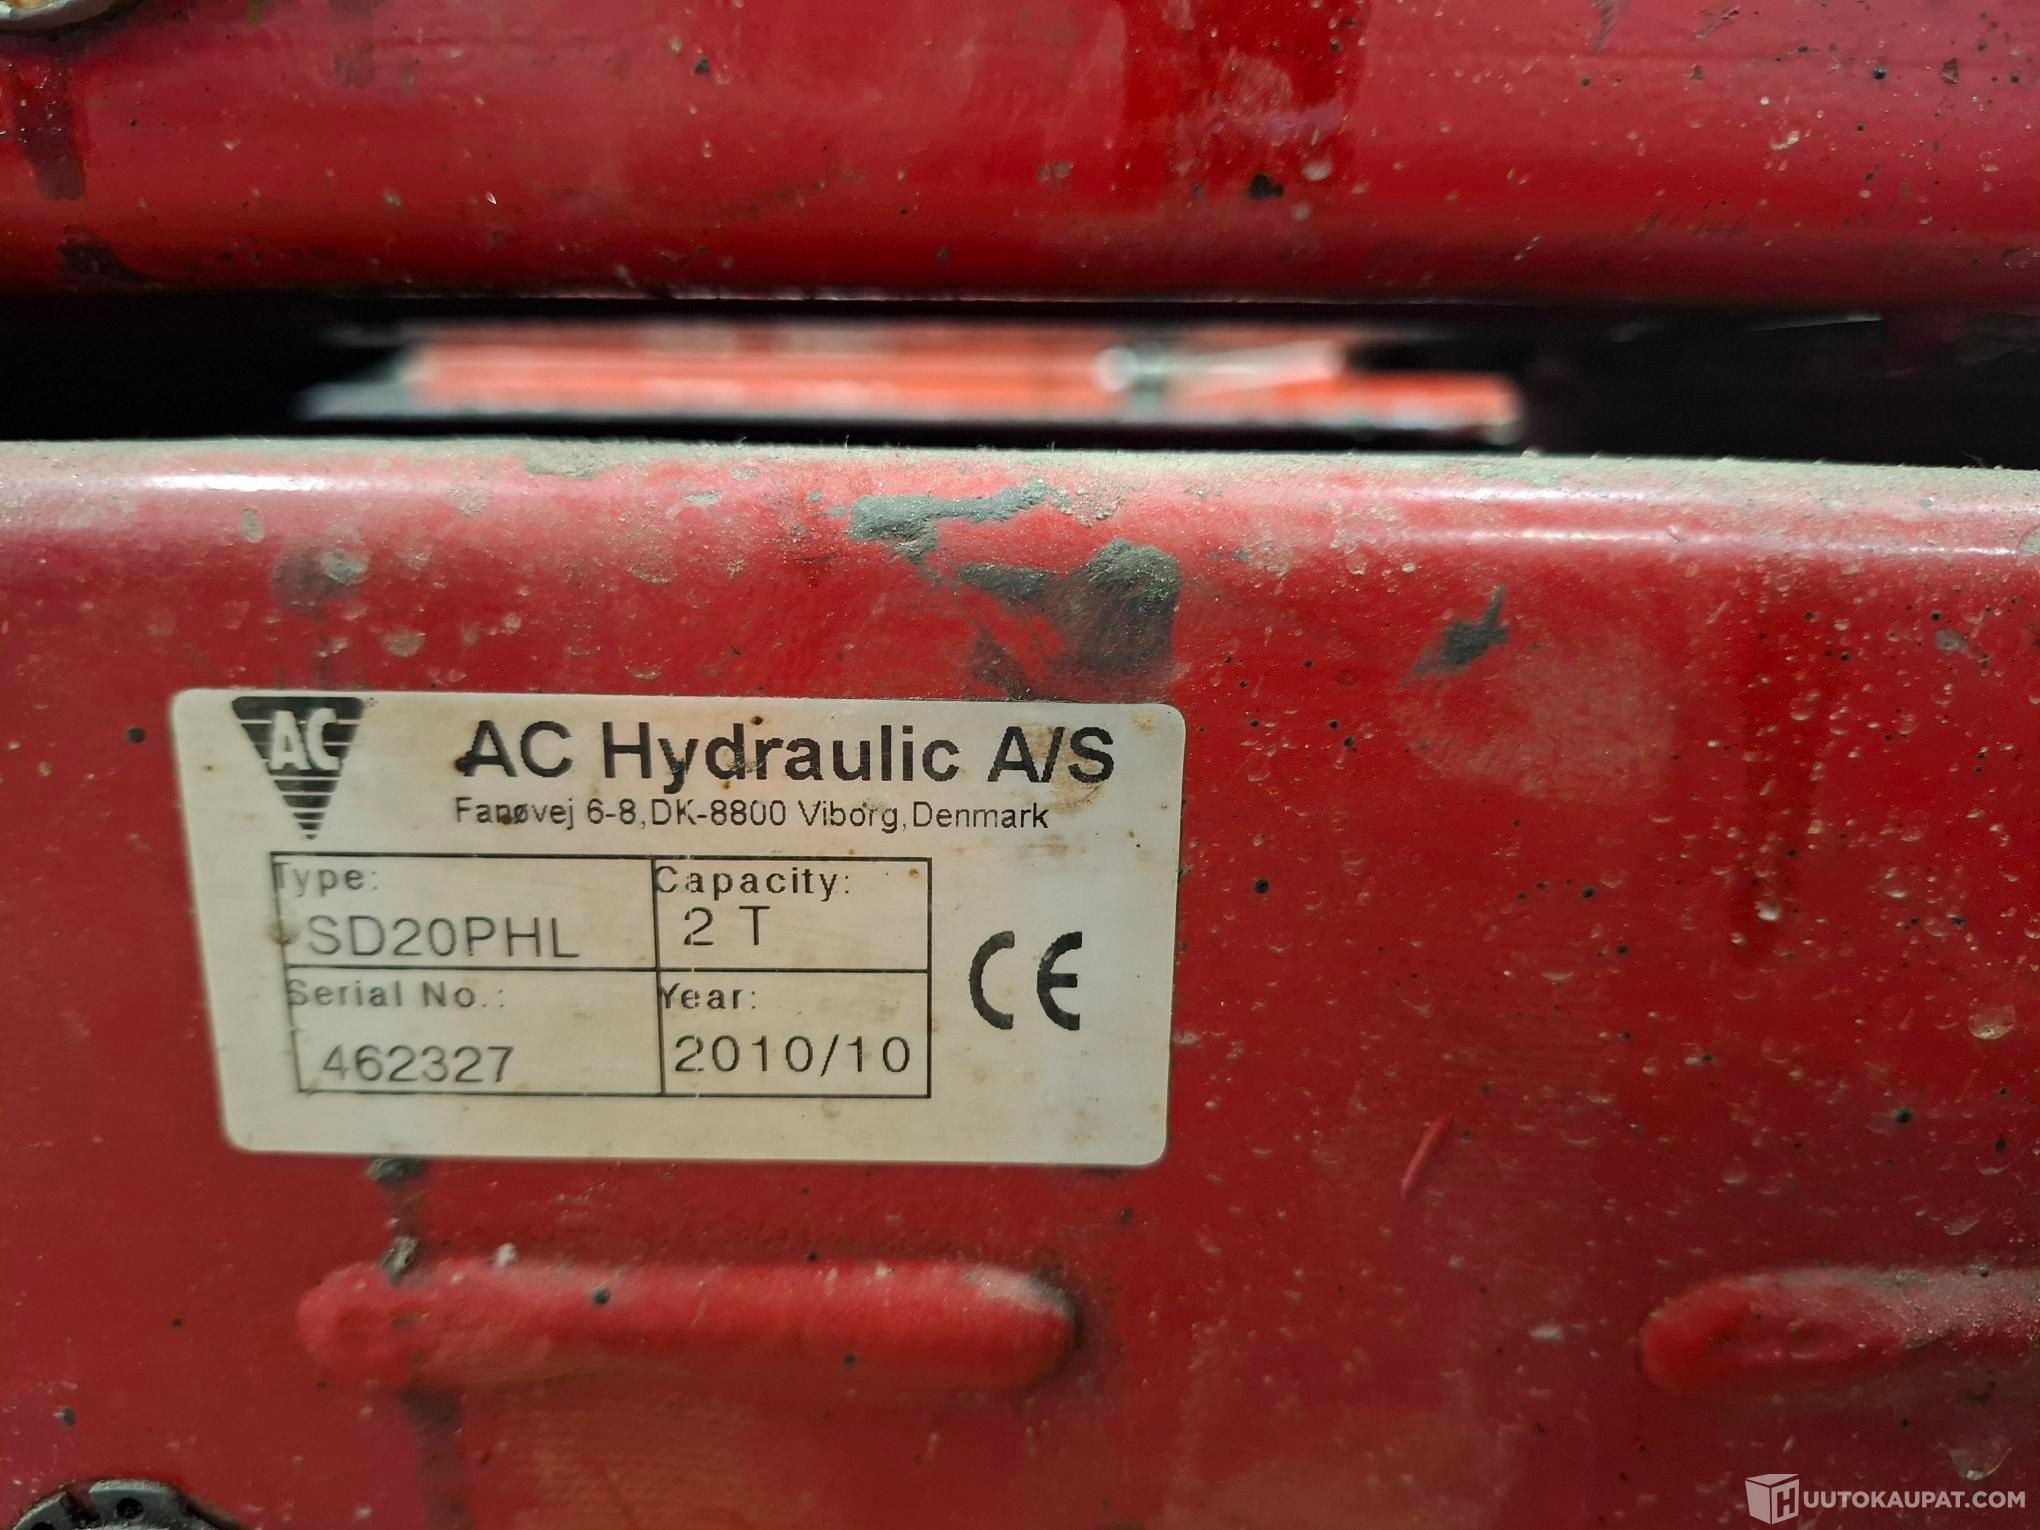 AC
AC Hydraulic A/S
Fanøvej 6-8, DK-8800 Viborg, Denmark
Type:
SD20PHL
Capacity:
2 T
Serial No.:
462327
Year:
2010/10
CE
HUUTOKAUPAT.COM